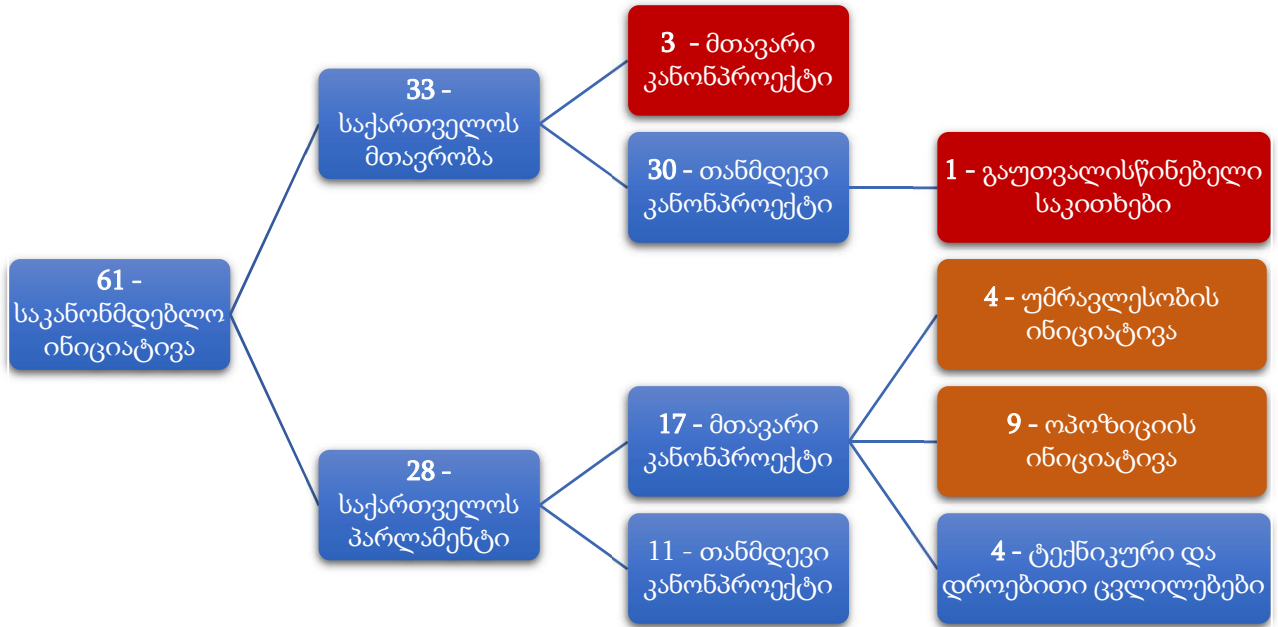 61 -
საკანონმდებლო
ინიციატივა
33 -
საქართველოს
მთავრობა
3 - მთავარი
კანონპროექტი
30 - თანმდევი
კანონპროექტი
1 - გაუთვალისწინებელი
საკითხები
28 -
საქართველოს
პარლამენტი
17 - მთავარი
კანონპროექტი
4 - უმრავლესობის
ინიციატივა
9 - ოპოზიციის
ინიციატივა
4 - ტექნიკური და
დროებითი ცვლილებები
11 - თანმდევი
კანონპროექტი